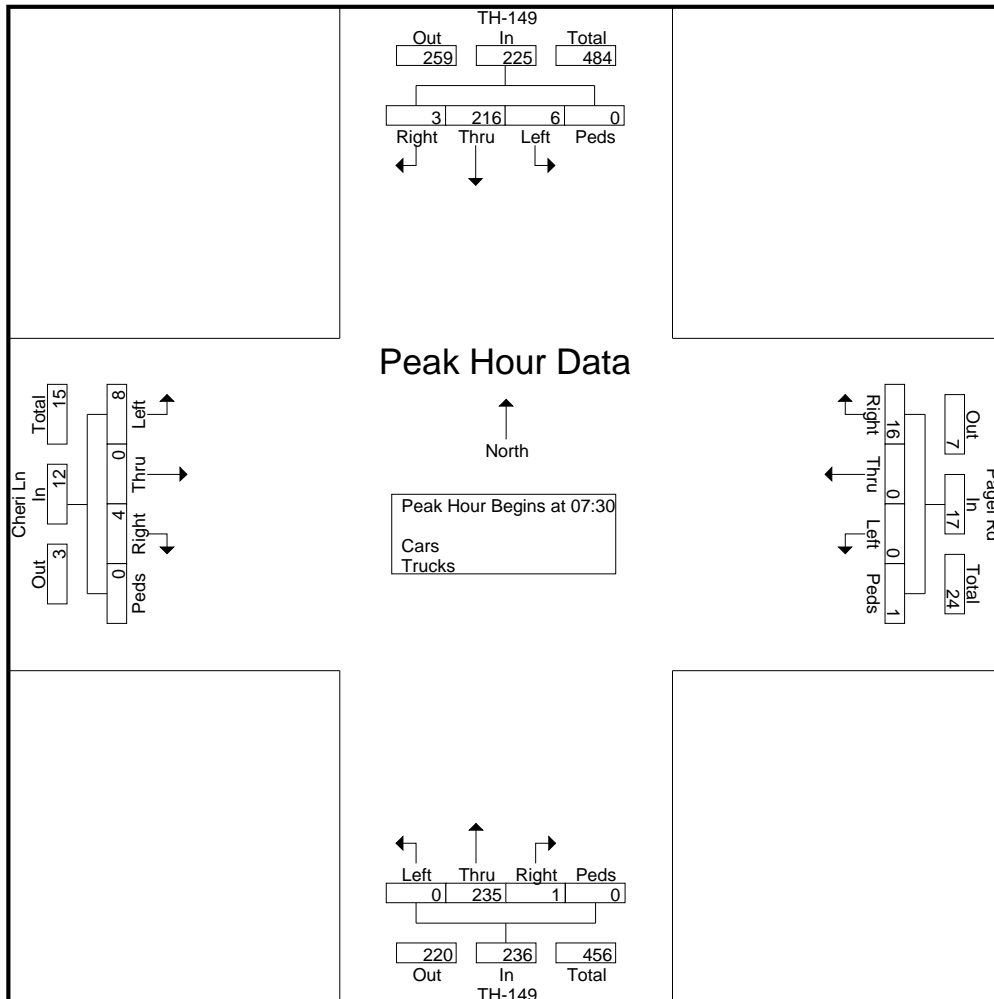 TH-149
Out In Total
259 225 484
3 216 6 0
Right Thru Left Peds
Peak Hour Data
North
Peak Hour Begins at 07:30
Cars
Trucks
Cheri Ln
Total In Out
15 12 3
8 0 4 0
Left Thru Right Peds
Out In Total
7 17 24
Right Thru Left Peds
16 0 0 1
Left Thru Right Peds
0 235 1 0
220 236 456
Out In Total
TH-149